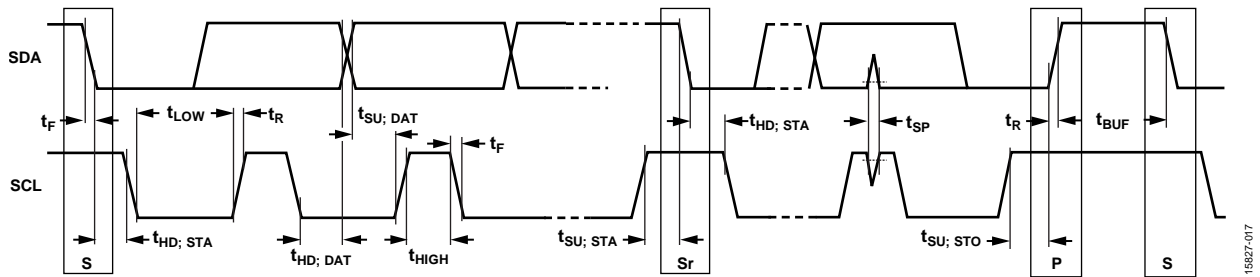 SDA
tF
tLOW
tR
tSU; DAT
tF
tHD; STA
tSP
tR
tBUF
SCL
tHD; STA
tHD; DAT
tHIGH
tSU; STA
tSU; STO
S
Sr
P
S
15827-017